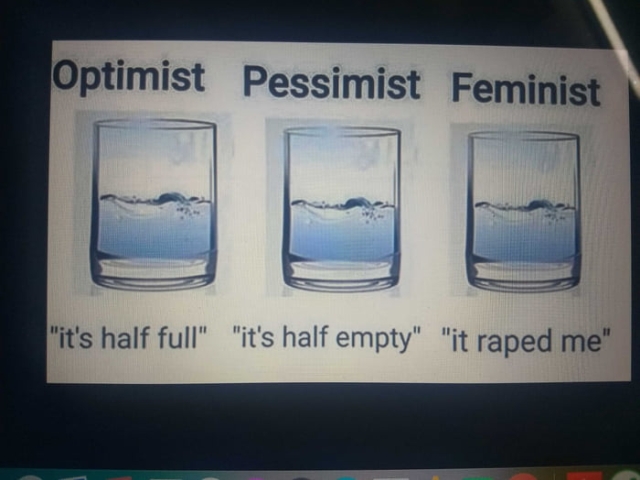 Optimist Pessimist Feminist
"it's half full" "it's half empty" "it raped me"